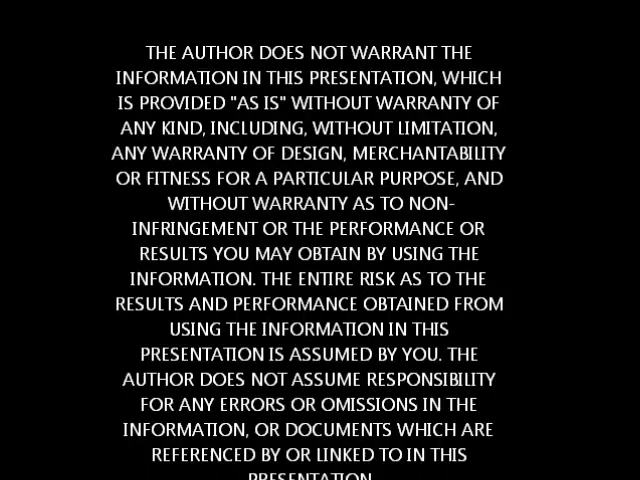 THE AUTHOR DOES NOT WARRANT THE
INFORMATION IN THIS PRESENTATION, WHICH
IS PROVIDED "AS IS" WITHOUT WARRANTY OF
ANY KIND, INCLUDING, WITHOUT LIMITATION,
ANY WARRANTY OF DESIGN, MERCHANTABILITY
OR FITNESS FOR A PARTICULAR PURPOSE, AND
WITHOUT WARRANTY AS TO NON-
INFRINGEMENT OR THE PERFORMANCE OR
RESULTS YOU MAY OBTAIN BY USING THE
INFORMATION. THE ENTIRE RISK AS TO THE
RESULTS AND PERFORMANCE OBTAINED FROM
USING THE INFORMATION IN THIS
PRESENTATION IS ASSUMED BY YOU. THE
AUTHOR DOES NOT ASSUME RESPONSIBILITY
FOR ANY ERRORS OR OMISSIONS IN THE
INFORMATION, OR DOCUMENTS WHICH ARE
REFERENCED BY OR LINKED TO IN THIS
PRESENTATION